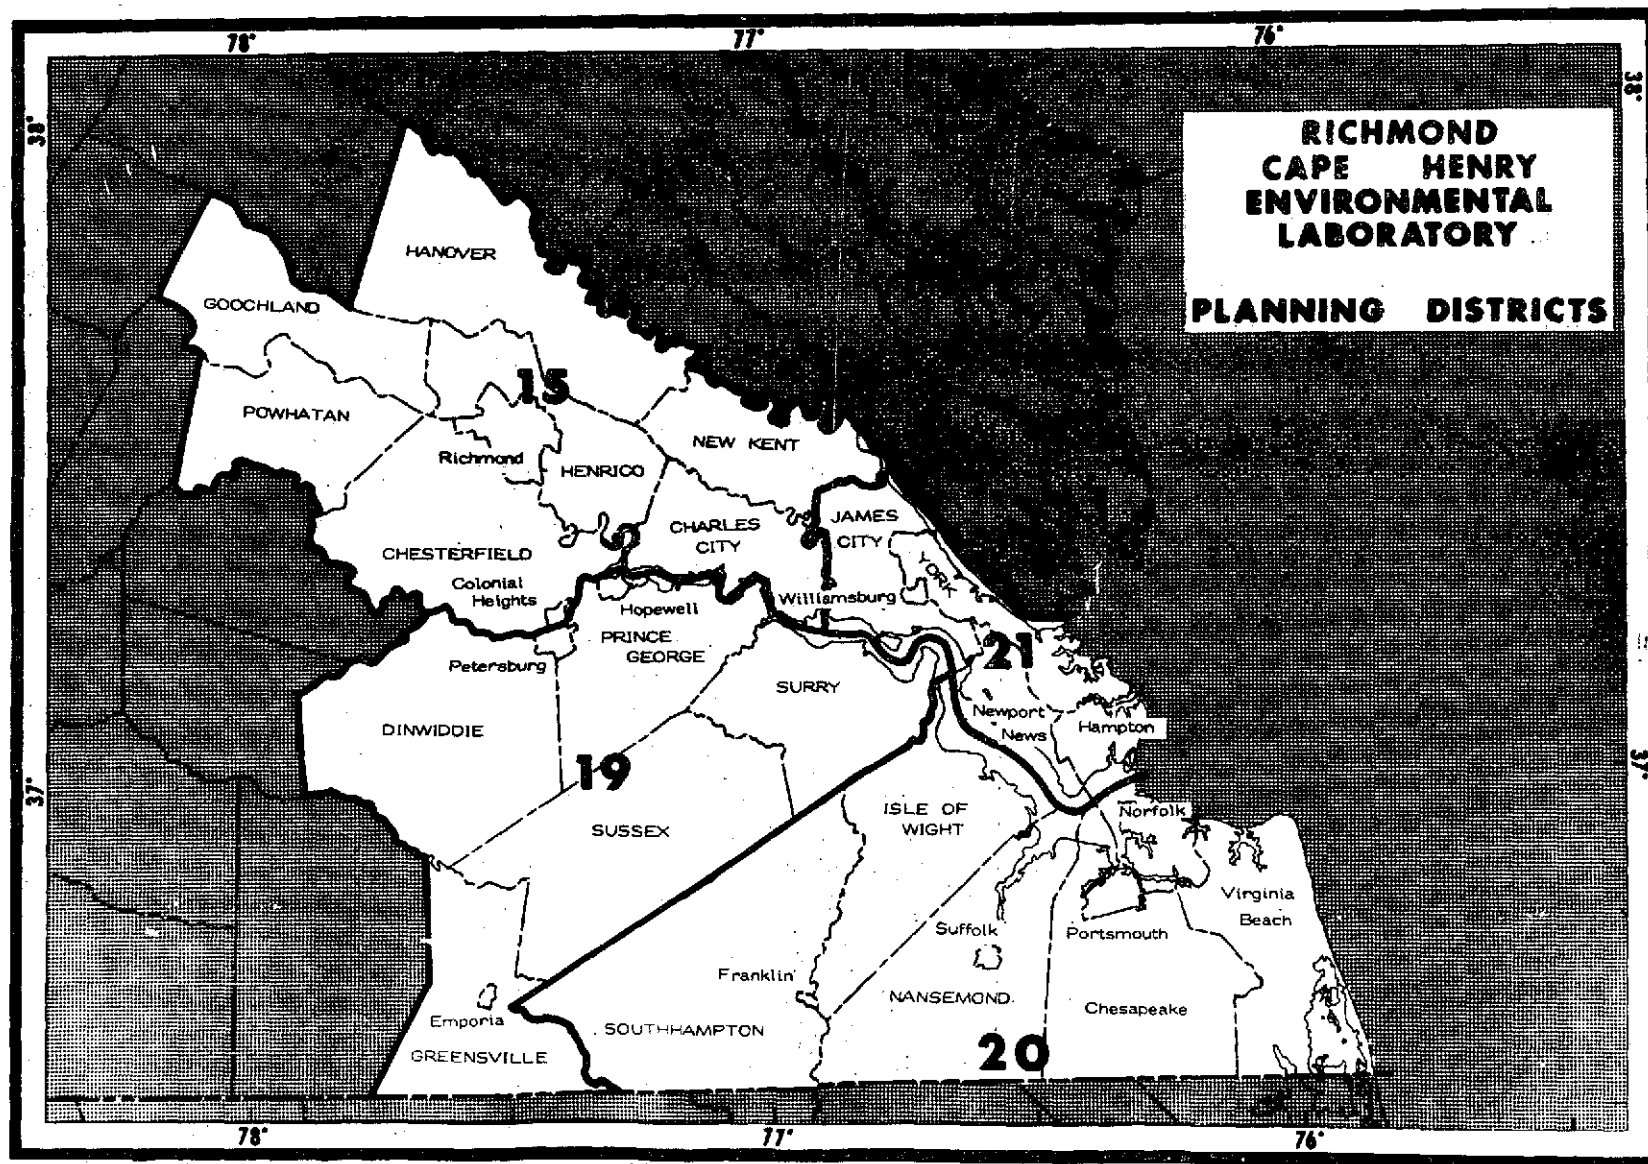 78°
77°
76°
38°
38°
RICHMOND
CAPE HENRY
ENVIRONMENTAL
LABORATORY
PLANNING DISTRICTS
HANOVER
GOOCHLAND
15
POWHATAN
NEW KENT
Richmond
HENRICO
JAMES
CITY
CHARLES
CITY
CHESTERFIELD
YORK
Colonial
Heights
Williamsburg
Hopewell
PRINCE
GEORGE
21
Petersburg
SURRY
Newport
News
Hampton
DINWIDDIE
37°
37°
19
ISLE OF
WIGHT
Norfolk
SUSSEX
Virginia
Beach
Suffolk
Portsmouth
Franklin
NANSEMOND
Chesapeake
Emporia
SOUTHHAMPTON
GREENSVILLE
20
78°
77°
76°